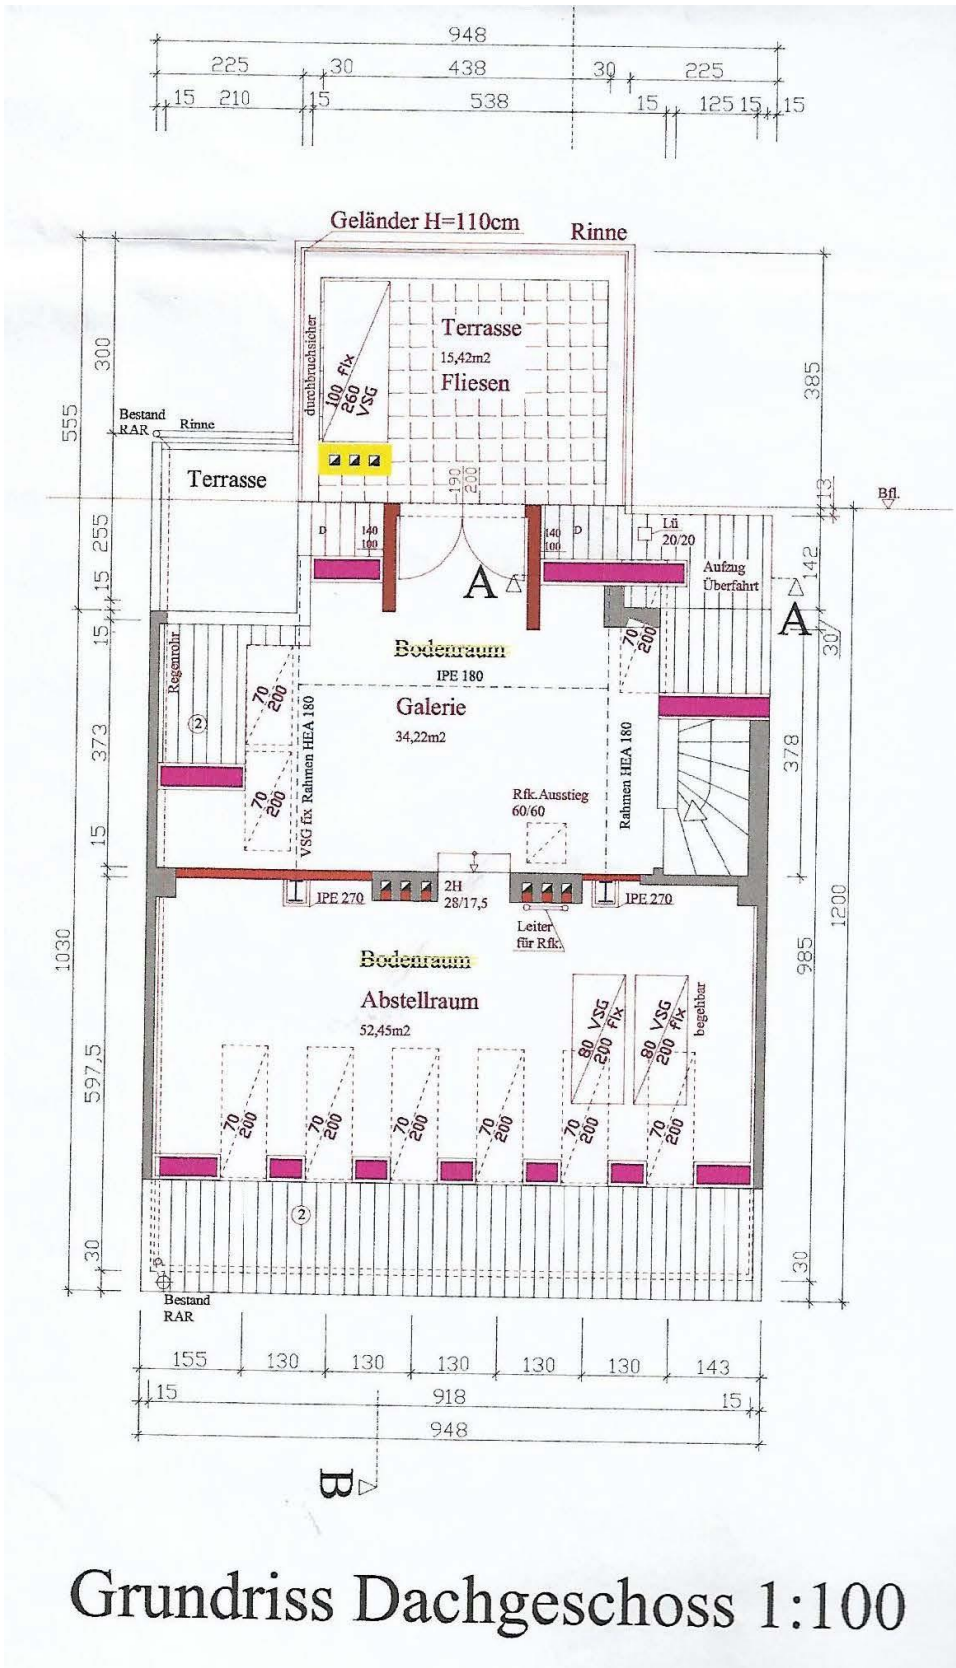 948
225 30 438 30 225
15 210 15 538 15 125 15 15
Geländer H=110cm
Rinne
durchbruchsicher
100 fix
260
VSG
Terrasse
15,42m2
Fliesen
300
555
385
Bestand
RAR
Rinne
Terrasse
190
200
13
Bfl.
255
D
140
100
140
100
D
Lü
20/20
142
Aufzug
Überfahrt
A
A
15
15
30
Regenrohr
Bodenraum
IPE 180
70
200
70
200
Galerie
34,22m2
2
373
378
VSG fix Rahmen HEA 180
Rahmen HEA 180
70
200
Rfk.Ausstieg
60/60
15
IPE 270
2H
28/17,5
IPE 270
1200
Leiter
für Rfk.
1030
985
Bodenraum
Abstellraum
52,45m2
80 VSG
200 fix
80 VSG
200 fix
begehbar
597,5
70
200
70
200
70
200
70
200
70
200
70
200
2
30
30
Bestand
RAR
155 130 130 130 130 130 143
15 918 15
948
B
Grundriss Dachgeschoss 1:100